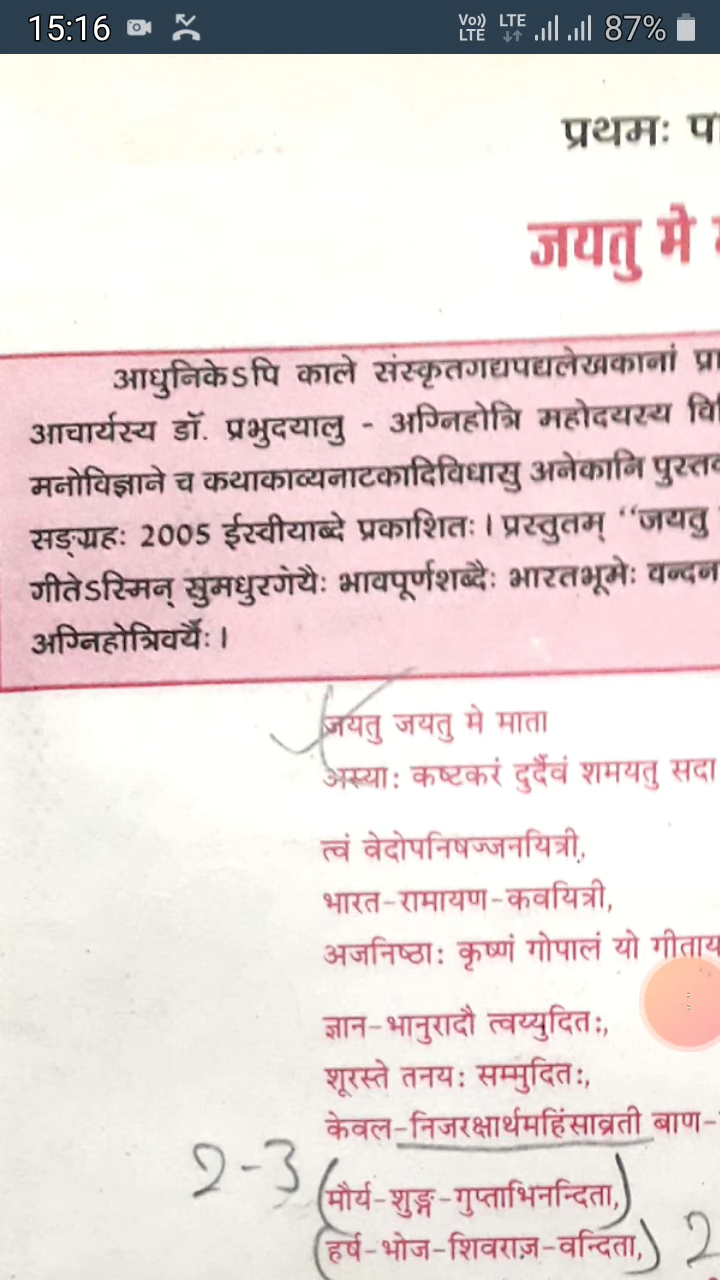 15:16 Vo)) LTE LTE 87%
प्रथमः
जयतु मे
आधुनिकेऽपि काले संस्कृतगद्यपद्यलेखकानां
आचार्यस्य डॉ. प्रभुदयालु - अग्निहोत्रि महोदयस्य
मनोविज्ञाने च कथाकाव्यनाटकादिविधासु अनेकानि
सङ्ग्रहः 2005 ईस्वीयाब्दे प्रकाशितः। प्रस्तुतम् “जयतु
गीतेऽस्मिन् सुमधुरगेयैः भावपूर्णशब्दैः भारतभूमेः
अग्निहोत्रिवर्यैः।
जयतु जयतु मे माता
अस्याः कष्टकरं दुर्दैवं शमयतु सदा
त्वं वेदोपनिषज्जनयित्री,
भारत-रामायण-कवयित्री,
अजनिष्ठाः कृष्णं गोपालं यो
ज्ञान-भानुरादौ त्वय्युदितः,
शूरस्ते तनयः सम्मुदितः,
केवल-निजरक्षार्थमहिंसाव्रती बाण-
2-3 (मौर्य-शुङ्ग-गुप्ताभिनन्दिता,)
(हर्ष-भोज-शिवराज़-वन्दिता,) 2